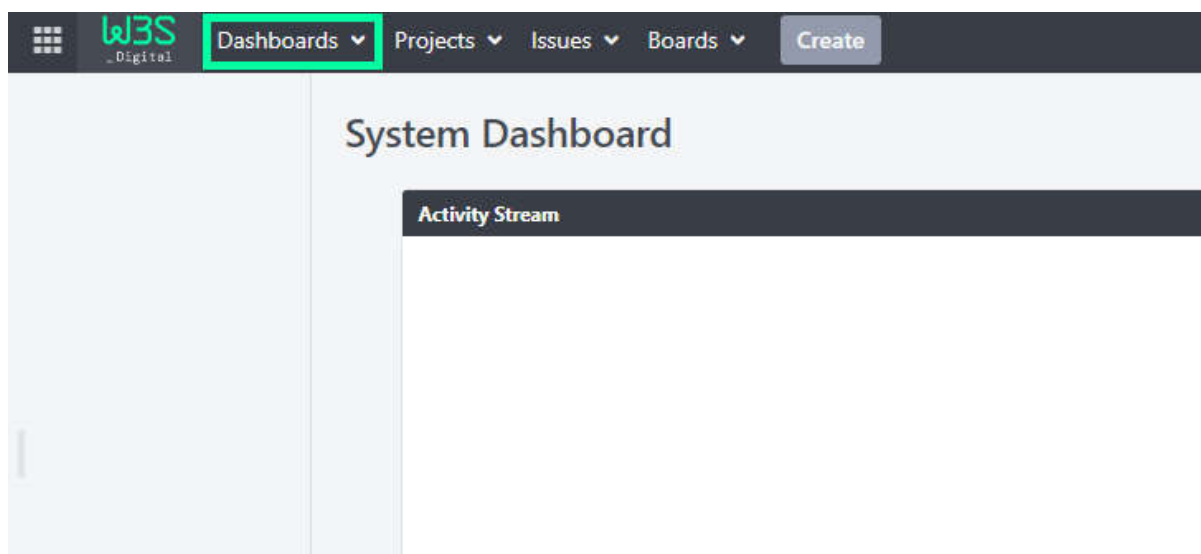 W3S
_Digital
Dashboards Projects Issues Boards Create
System Dashboard
Activity Stream